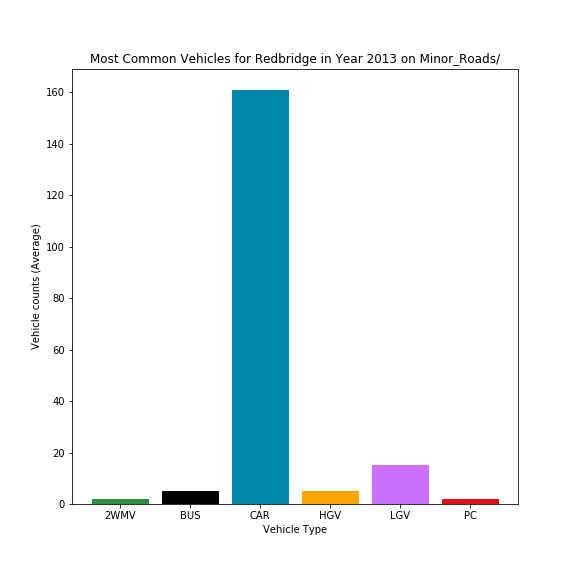 Most Common Vehicles for Redbridge in Year 2013 on Minor_Roads/
160
140
120
100
80
60
40
20
0
Vehicle counts (Average)
2WMV BUS CAR HGV LGV PC
Vehicle Type